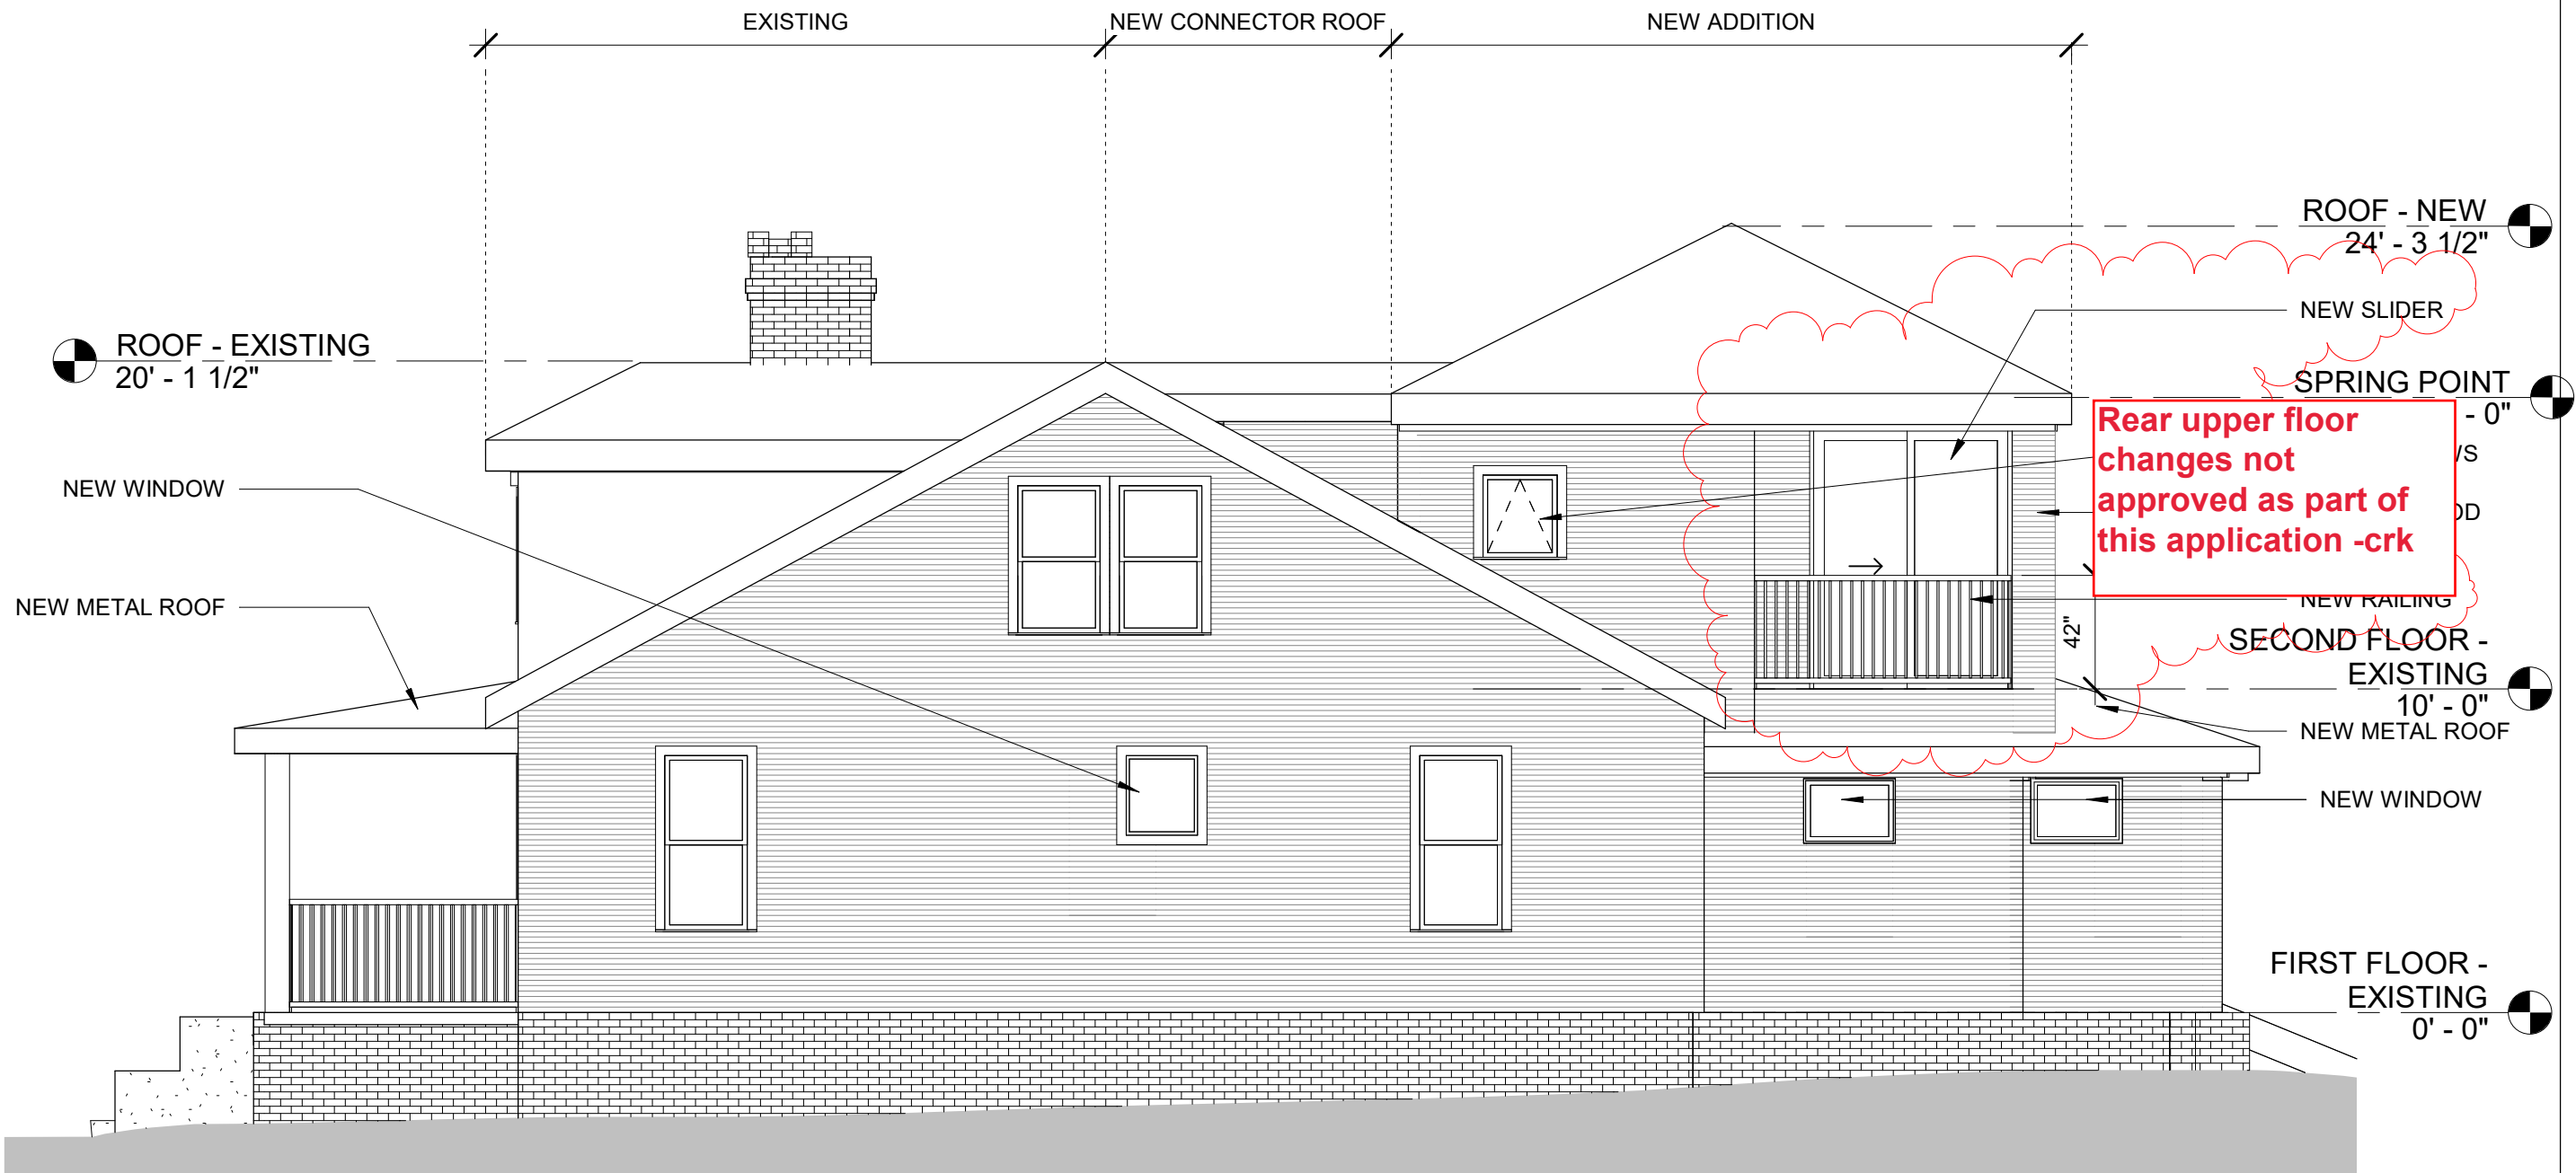 EXISTING
NEW CONNECTOR ROOF
NEW ADDITION
ROOF - NEW
24' - 3 1/2"
NEW SLIDER
ROOF - EXISTING
20' - 1 1/2"
SPRING POINT
- 0"
Rear upper floor
changes not
approved as part of
this application -crk
NEW WINDOW
NEW METAL ROOF
NEW RAILING
42"
SECOND FLOOR -
EXISTING
10' - 0"
NEW METAL ROOF
NEW WINDOW
FIRST FLOOR -
EXISTING
0' - 0"